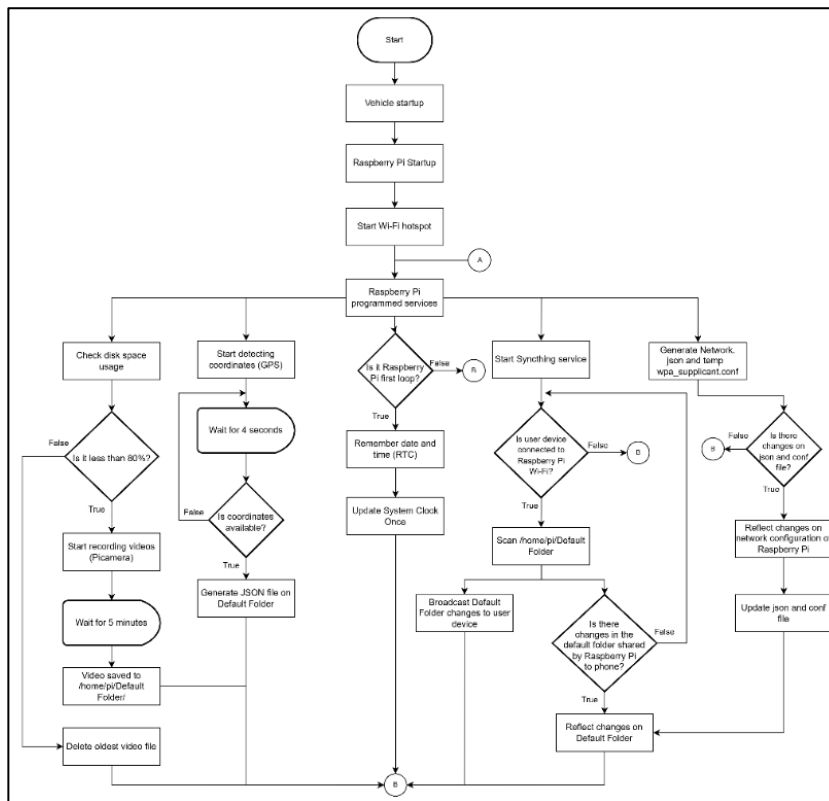 Start
Vehicle startup
Raspberry Pi Startup
Start Wi-Fi hotspot
A
Raspberry Pi
programmed services
Check disk space
usage
Is it less than 80%?
False
True
Start recording videos
(Picamera)
Wait for 5 minutes
Video saved to
/home/pi/Default
Folder/
Delete oldest video file
Start detecting
coordinates (GPS)
Wait for 4 seconds
Is coordinates
available?
False
True
Generate JSON file on
Default Folder
Is it Raspberry
Pi first loop?
False
B
True
Remember date and
time (RTC)
Update System Clock
Once
Start Syncthing service
Is user device
connected to
Raspberry Pi
Wi-Fi?
False
B
True
Scan /home/pi/Default
Folder
Broadcast Default
Folder changes to user
device
Is there
changes in the
default folder shared
by Raspberry Pi
to phone?
False
True
Reflect changes on
Default Folder
Generate Network.
json and temp
wpa_supplicant.conf
Is there
changes on
json and conf
file?
False
B
True
Reflect changes on
network configuration of
Raspberry Pi
Update json and conf
file
B